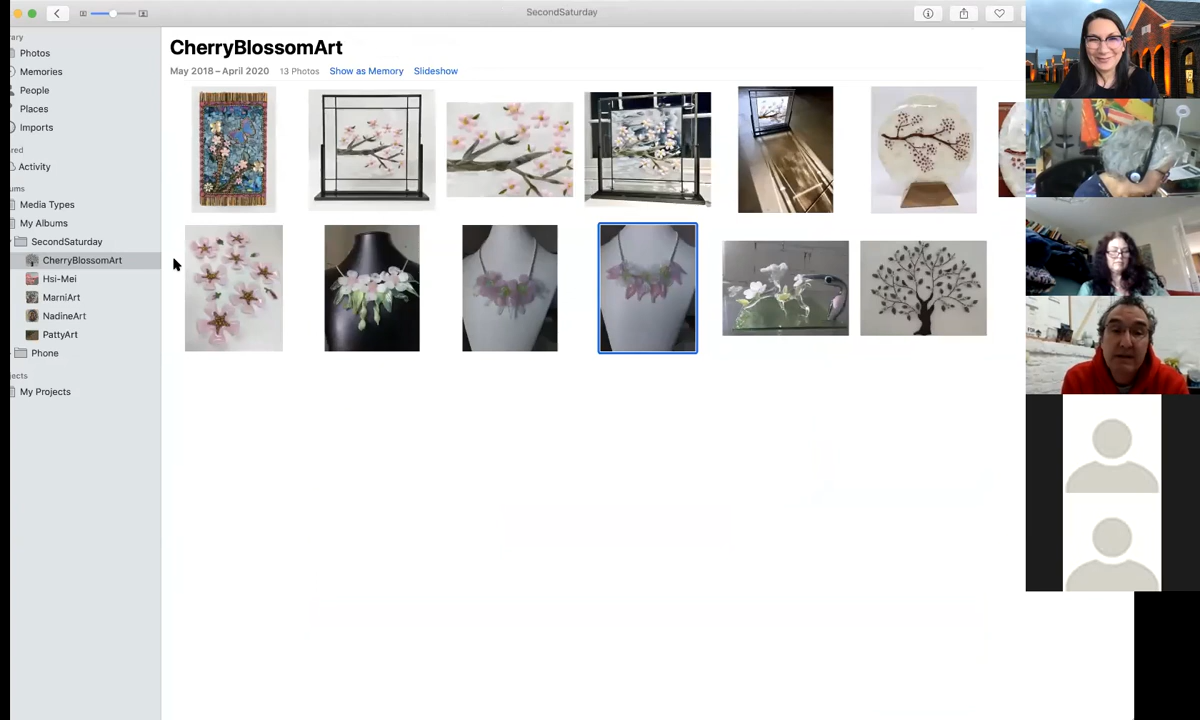 SecondSaturday
CherryBlossomArt
May 2018 – April 2020 13 Photos Show as Memory Slideshow
Photos
Memories
People
Places
Imports
Activity
Media Types
My Albums
SecondSaturday
CherryBlossomArt
Hsi-Mei
MarniArt
NadineArt
PattyArt
Phone
My Projects